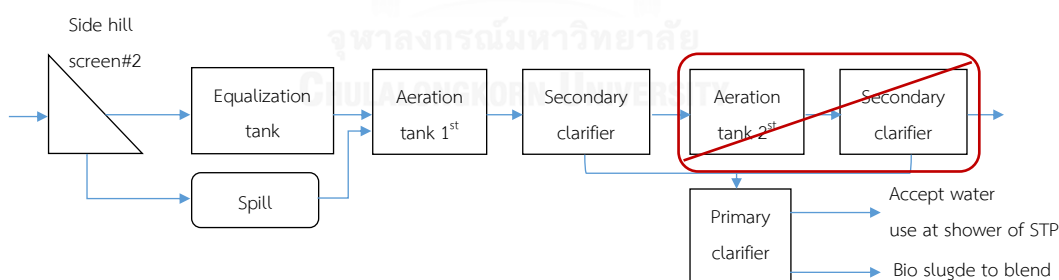 จุฬาลงกรณ์มหาวิทยาลัย
CHULALONGKORN UNIVERSITY
Side hill
screen#2
Equalization
tank
Spill
Aeration
tank 1st
Secondary
clarifier
Aeration
tank 2st
Secondary
clarifier
Primary
clarifier
Accept water
use at shower of STP
Bio slugde to blend